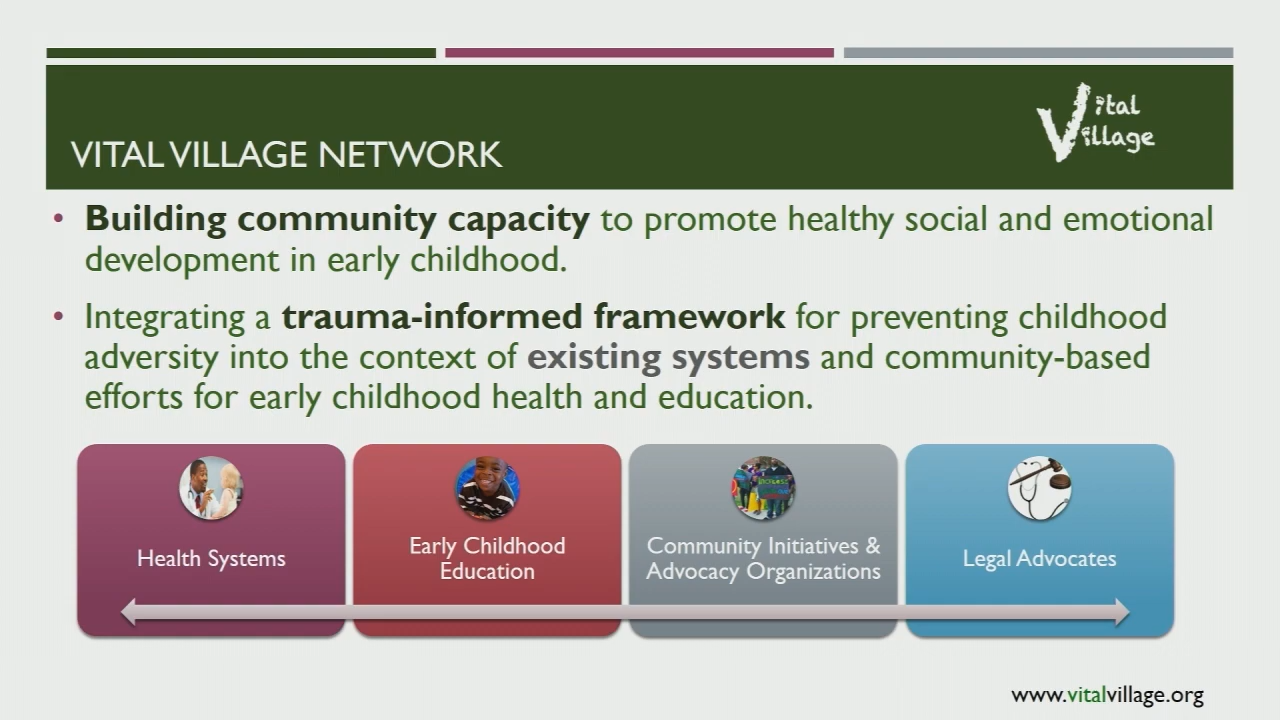 Vital
Village
VITAL VILLAGE NETWORK
• Building community capacity to promote healthy social and emotional
development in early childhood.
• Integrating a trauma-informed framework for preventing childhood
adversity into the context of existing systems and community-based
efforts for early childhood health and education.
Health Systems
Early Childhood
Education
Community Initiatives &
Advocacy Organizations
Legal Advocates
www.vitalvillage.org